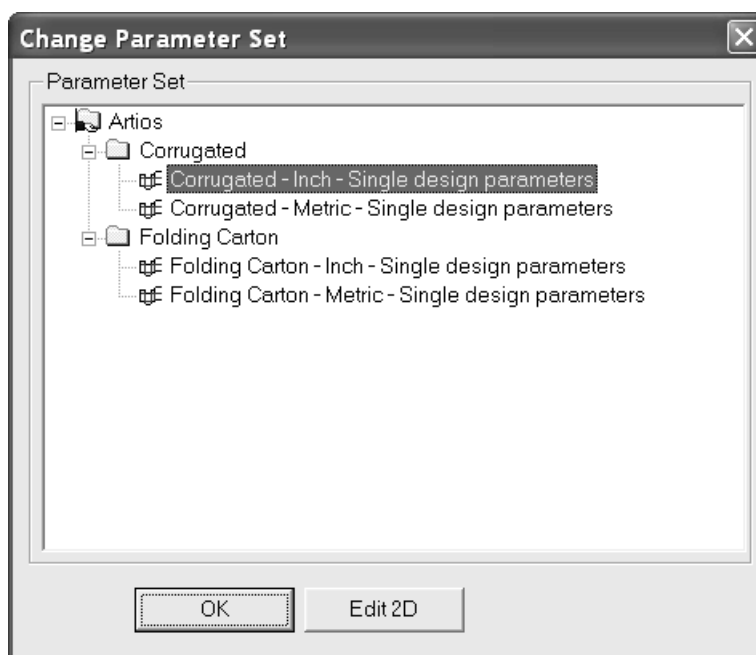 Change Parameter Set
Parameter Set
Artios
Corrugated
Corrugated - Inch - Single design parameters
Corrugated - Metric - Single design parameters
Folding Carton
Folding Carton - Inch - Single design parameters
Folding Carton - Metric - Single design parameters
OK
Edit 2D